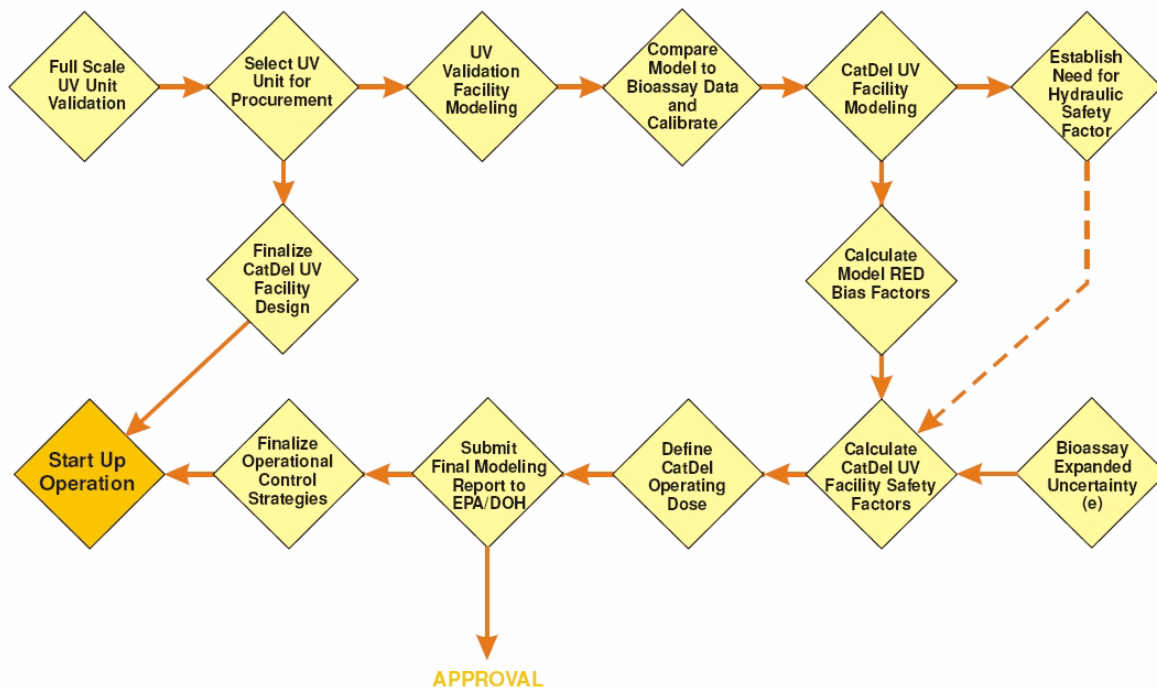 Full Scale
UV Unit
Validation
Select UV
Unit for
Procurement
UV
Validation
Facility
Modeling
Compare
Model to
Bioassay Data
and
Calibrate
CatDel UV
Facility
Modeling
Establish
Need for
Hydraulic
Safety
Factor
Finalize
CatDel UV
Facility
Design
Calculate
Model RED
Bias Factors
Start Up
Operation
Finalize
Operational
Control
Strategies
Submit
Final Modeling
Report to
EPA/DOH
Define
CatDel
Operating
Dose
Calculate
CatDel UV
Facility Safety
Factors
Bioassay
Expanded
Uncertainty
(e)
APPROVAL